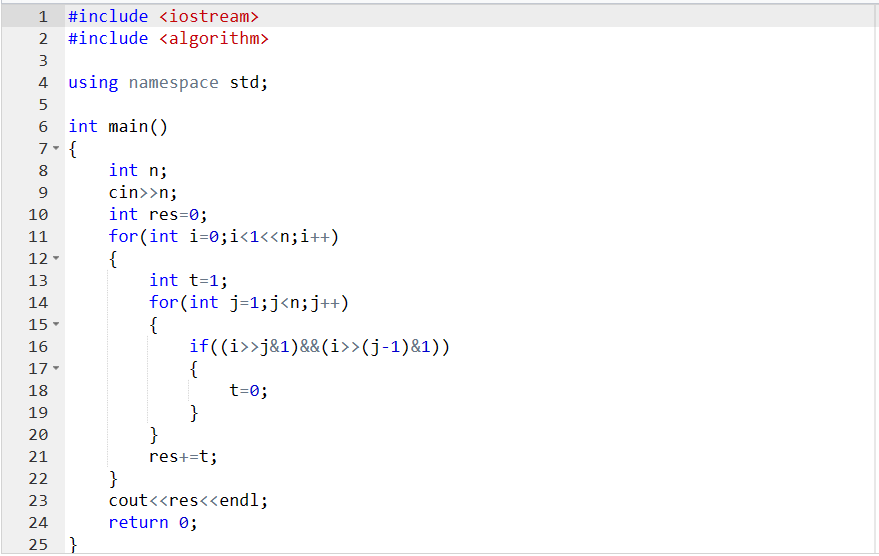 1 #include <iostream>
2 #include <algorithm>
3
4 using namespace std;
5
6 int main()
7 {
8     int n;
9     cin>>n;
10     int res=0;
11     for(int i=0;i<1<<n;i++)
12     {
13         int t=1;
14         for(int j=1;j<n;j++)
15         {
16             if((i>>j&1)&&(i>>(j-1)&1))
17             {
18                 t=0;
19             }
20         }
21         res+=t;
22     }
23     cout<<res<<endl;
24     return 0;
25 }